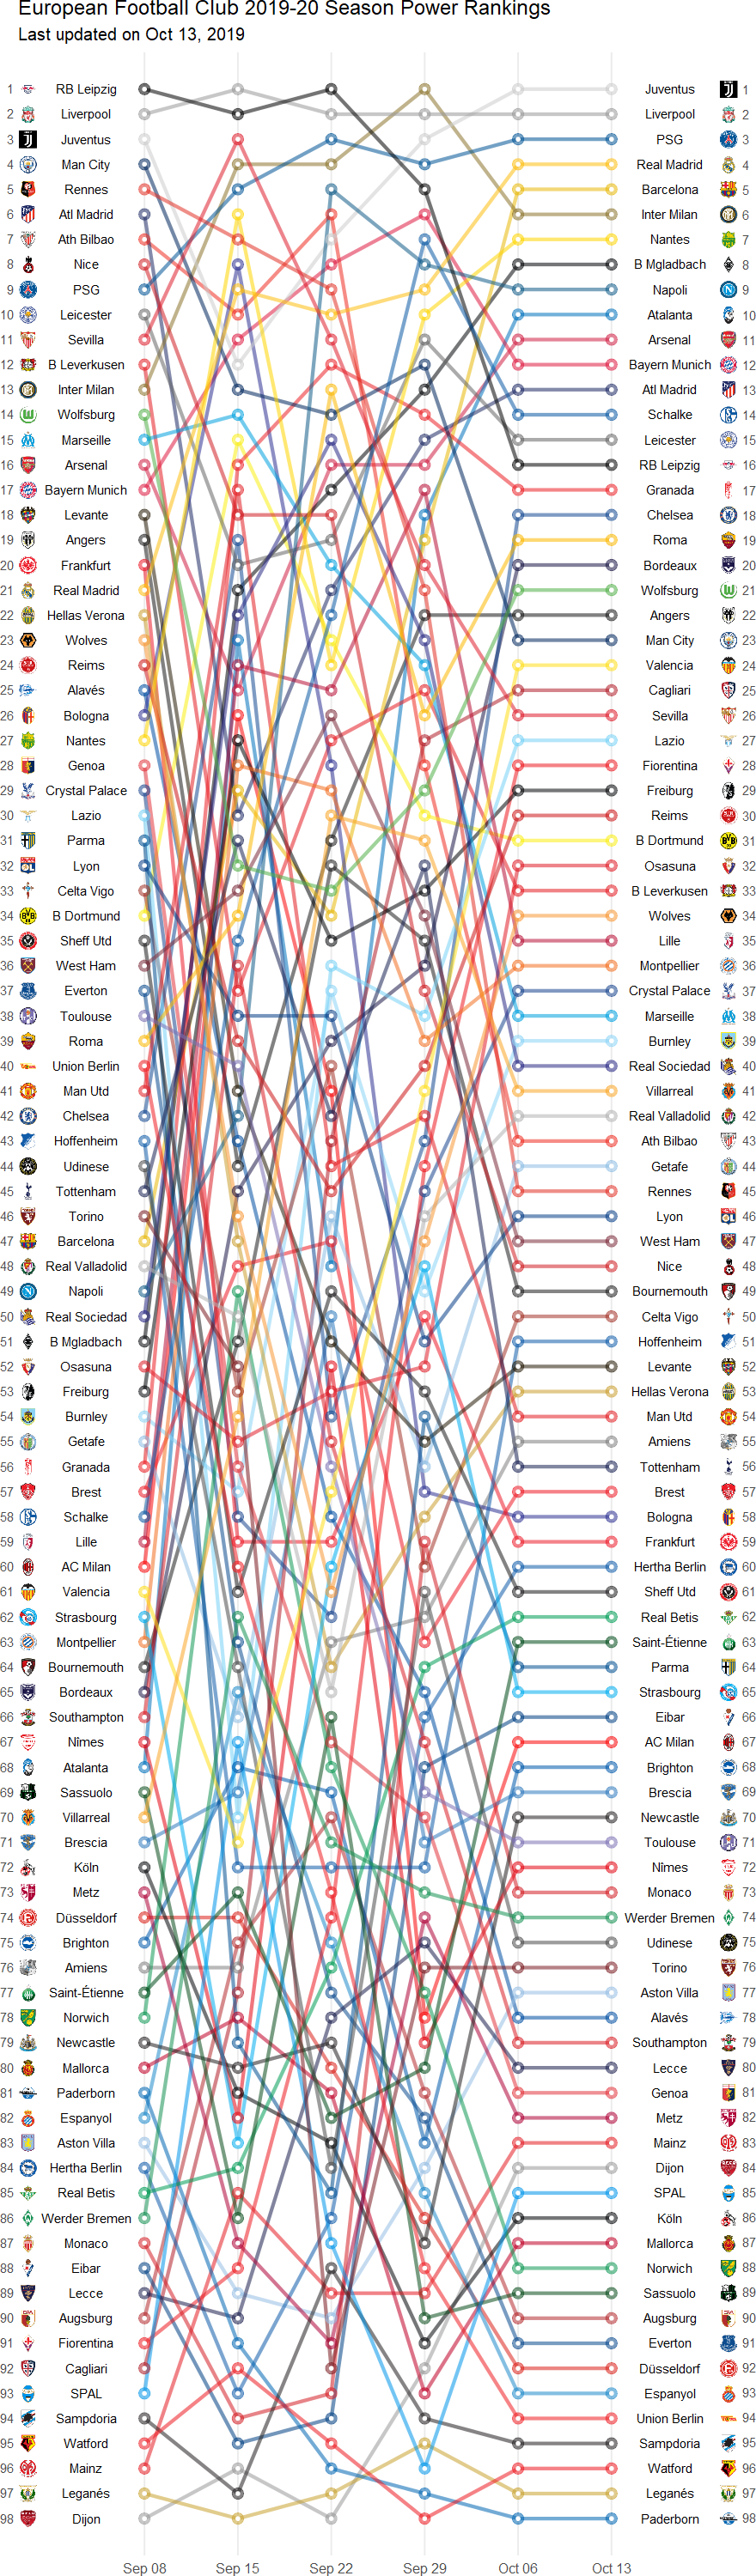 European Football Club 2019-20 Season Power Rankings
Last updated on Oct 13, 2019
1 RB Leipzig Juventus 1
2 Liverpool Liverpool 2
3 Juventus PSG 3
4 Man City Real Madrid 4
5 Rennes Barcelona 5
6 Atl Madrid Inter Milan 6
7 Ath Bilbao Nantes 7
8 Nice B Mgladbach 8
9 PSG Napoli 9
10 Leicester Atalanta 10
11 Sevilla Arsenal 11
12 B Leverkusen Bayern Munich 12
13 Inter Milan Atl Madrid 13
14 Wolfsburg Schalke 14
15 Marseille Leicester 15
16 Arsenal RB Leipzig 16
17 Bayern Munich Granada 17
18 Levante Chelsea 18
19 Angers Roma 19
20 Frankfurt Bordeaux 20
21 Real Madrid Wolfsburg 21
22 Hellas Verona Angers 22
23 Wolves Man City 23
24 Reims Valencia 24
25 Alavés Cagliari 25
26 Bologna Sevilla 26
27 Nantes Lazio 27
28 Genoa Fiorentina 28
29 Crystal Palace Freiburg 29
30 Lazio Reims 30
31 Parma B Dortmund 31
32 Lyon Osasuna 32
33 Celta Vigo B Leverkusen 33
34 B Dortmund Wolves 34
35 Sheff Utd Lille 35
36 West Ham Montpellier 36
37 Everton Crystal Palace 37
38 Toulouse Marseille 38
39 Roma Burnley 39
40 Union Berlin Real Sociedad 40
41 Man Utd Villarreal 41
42 Chelsea Real Valladolid 42
43 Hoffenheim Ath Bilbao 43
44 Udinese Getafe 44
45 Tottenham Rennes 45
46 Torino Lyon 46
47 Barcelona West Ham 47
48 Real Valladolid Nice 48
49 Napoli Bournemouth 49
50 Real Sociedad Celta Vigo 50
51 B Mgladbach Hoffenheim 51
52 Osasuna Levante 52
53 Freiburg Hellas Verona 53
54 Burnley Man Utd 54
55 Getafe Amiens 55
56 Granada Tottenham 56
57 Brest Brest 57
58 Schalke Bologna 58
59 Lille Frankfurt 59
60 AC Milan Hertha Berlin 60
61 Valencia Sheff Utd 61
62 Strasbourg Real Betis 62
63 Montpellier Saint-Étienne 63
64 Bournemouth Parma 64
65 Bordeaux Strasbourg 65
66 Southampton Eibar 66
67 Nîmes AC Milan 67
68 Atalanta Brighton 68
69 Sassuolo Brescia 69
70 Villarreal Newcastle 70
71 Brescia Toulouse 71
72 Köln Nîmes 72
73 Metz Monaco 73
74 Düsseldorf Werder Bremen 74
75 Brighton Udinese 75
76 Amiens Torino 76
77 Saint-Étienne Aston Villa 77
78 Norwich Alavés 78
79 Newcastle Southampton 79
80 Mallorca Lecce 80
81 Paderborn Genoa 81
82 Espanyol Metz 82
83 Aston Villa Mainz 83
84 Hertha Berlin Dijon 84
85 Real Betis SPAL 85
86 Werder Bremen Köln 86
87 Monaco Mallorca 87
88 Eibar Norwich 88
89 Lecce Sassuolo 89
90 Augsburg Augsburg 90
91 Fiorentina Everton 91
92 Cagliari Düsseldorf 92
93 SPAL Espanyol 93
94 Sampdoria Union Berlin 94
95 Watford Sampdoria 95
96 Mainz Watford 96
97 Leganés Leganés 97
98 Dijon Paderborn 98
Sep 08 Sep 15 Sep 22 Sep 29 Oct 06 Oct 13